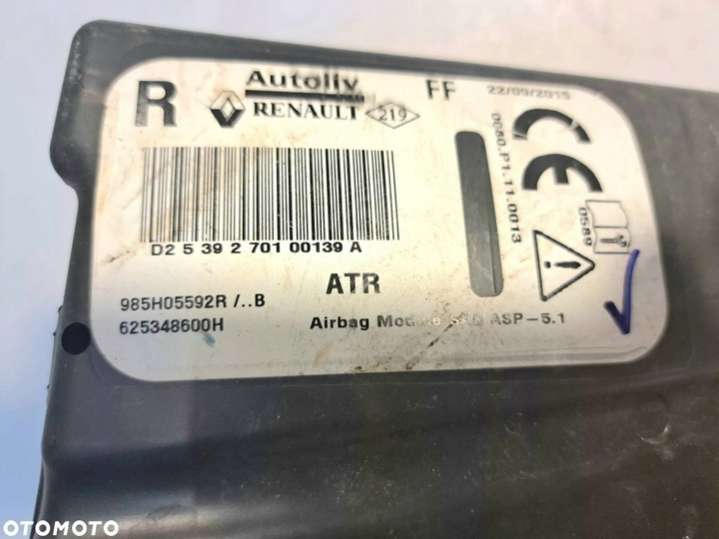 R Autoliv FF 22/09/2015
RENAULT 219
0080.P1.11.0013
0589
D2 5 39 2 701 00139 A
ATR
985H05592R /..B
625348600H
Airbag ASP-5.1
OTOMOTO